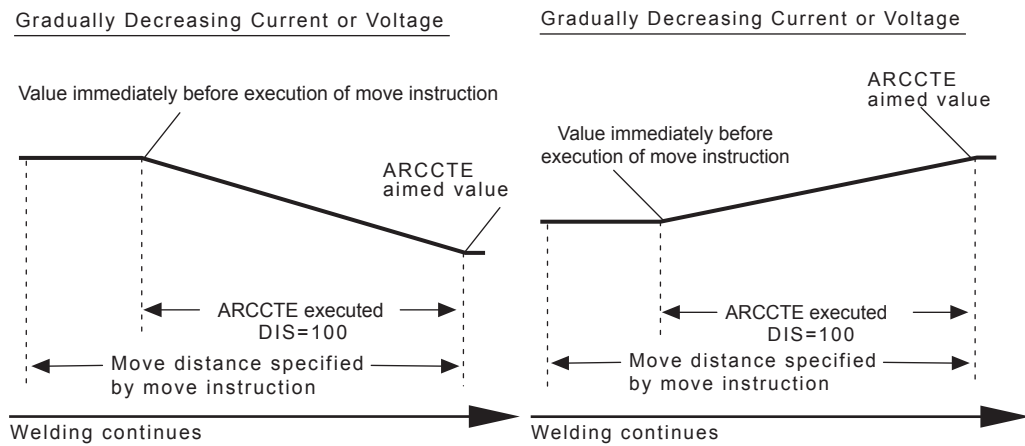 Gradually Decreasing Current or Voltage
Value immediately before execution of move instruction
ARCCTE
aimed value
ARCCTE executed
DIS=100
Move distance specified
by move instruction
Welding continues
Gradually Decreasing Current or Voltage
ARCCTE
aimed value
Value immediately before
execution of move instruction
ARCCTE executed
DIS=100
Move distance specified
by move instruction
Welding continues